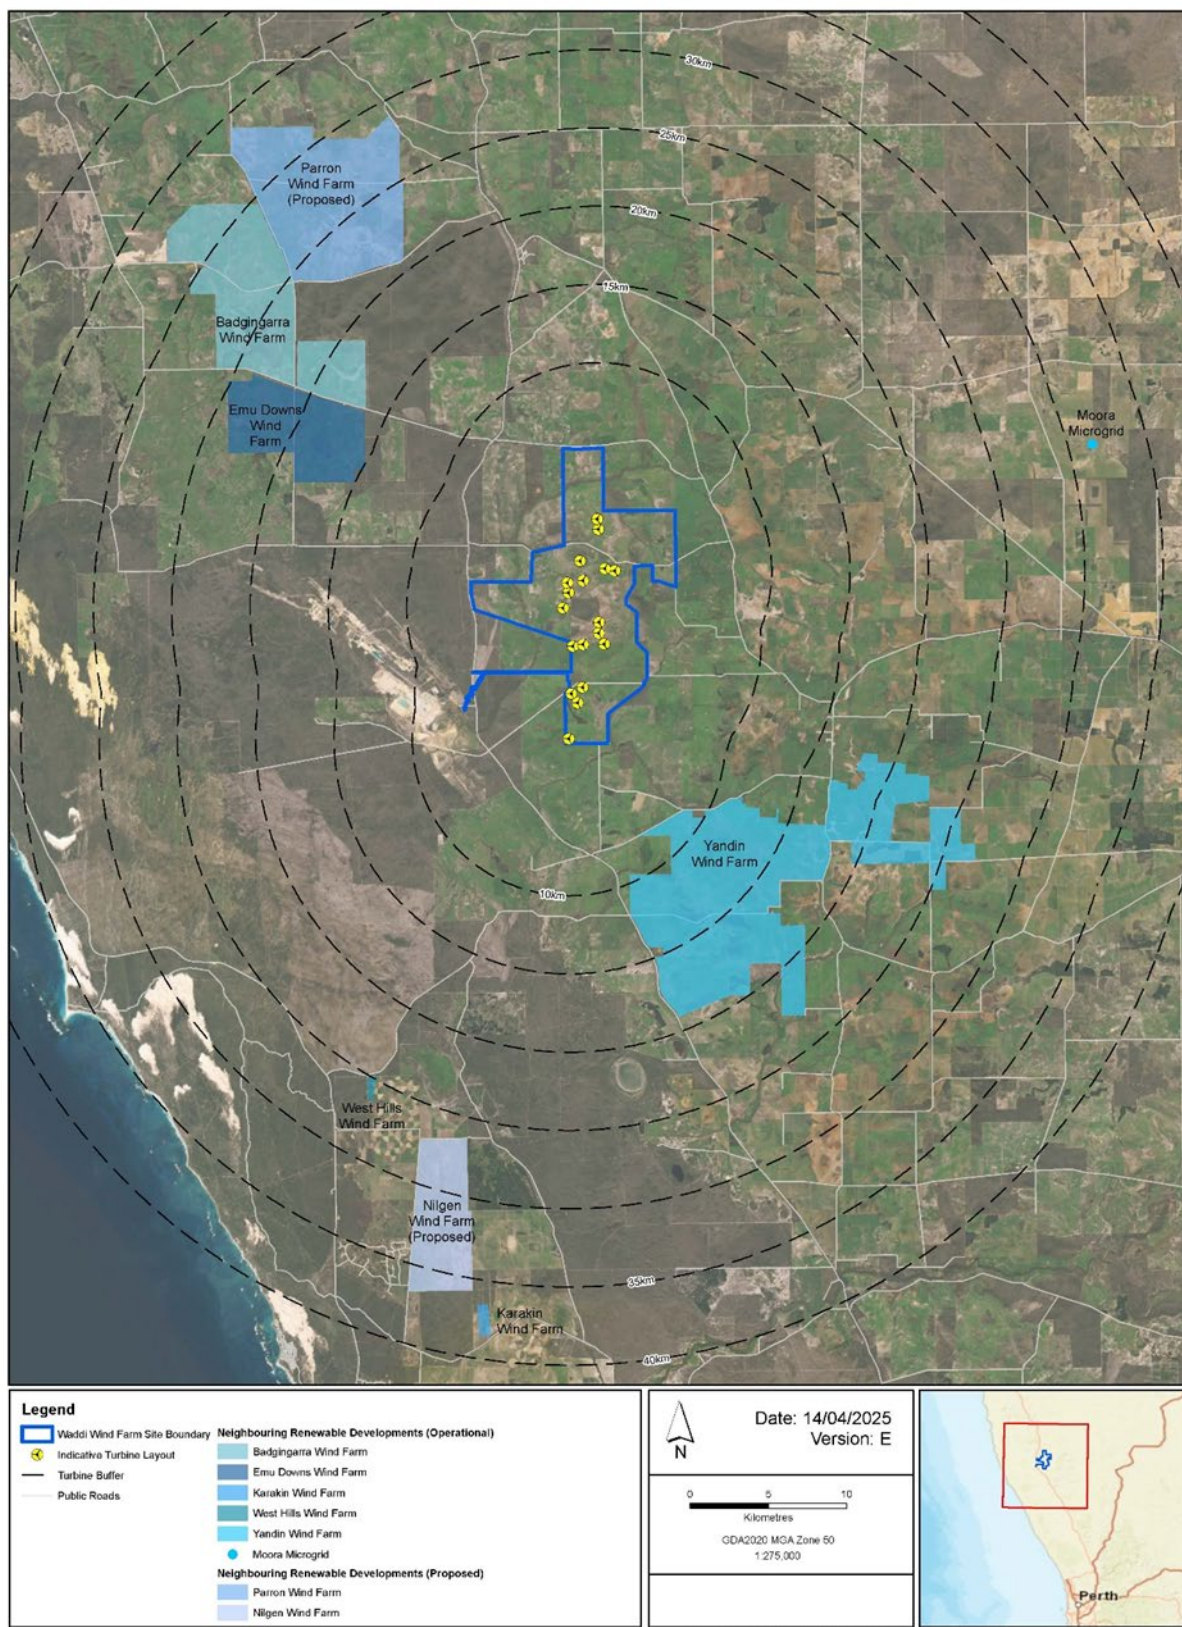 30km
25km
Parron
Wind Farm
(Proposed)
20km
15km
Badgingarra
Wind Farm
Emu Downs
Wind
Farm
Moora
Microgrid
Yandin
Wind Farm
10km
West Hills
Wind Farm
Nilgen
Wind Farm
(Proposed)
35km
Karakin
Wind Farm
40km
Legend
Waddi Wind Farm Site Boundary
Indicative Turbine Layout
Turbine Buffer
Public Roads
Neighbouring Renewable Developments (Operational)
Badgingarra Wind Farm
Emu Downs Wind Farm
Karakin Wind Farm
West Hills Wind Farm
Yandin Wind Farm
Moora Microgrid
Neighbouring Renewable Developments (Proposed)
Parron Wind Farm
Nilgen Wind Farm
N
Date: 14/04/2025
Version: E
0 5 10
Kilometres
GDA2020 MGA Zone 50
1:275,000
Perth